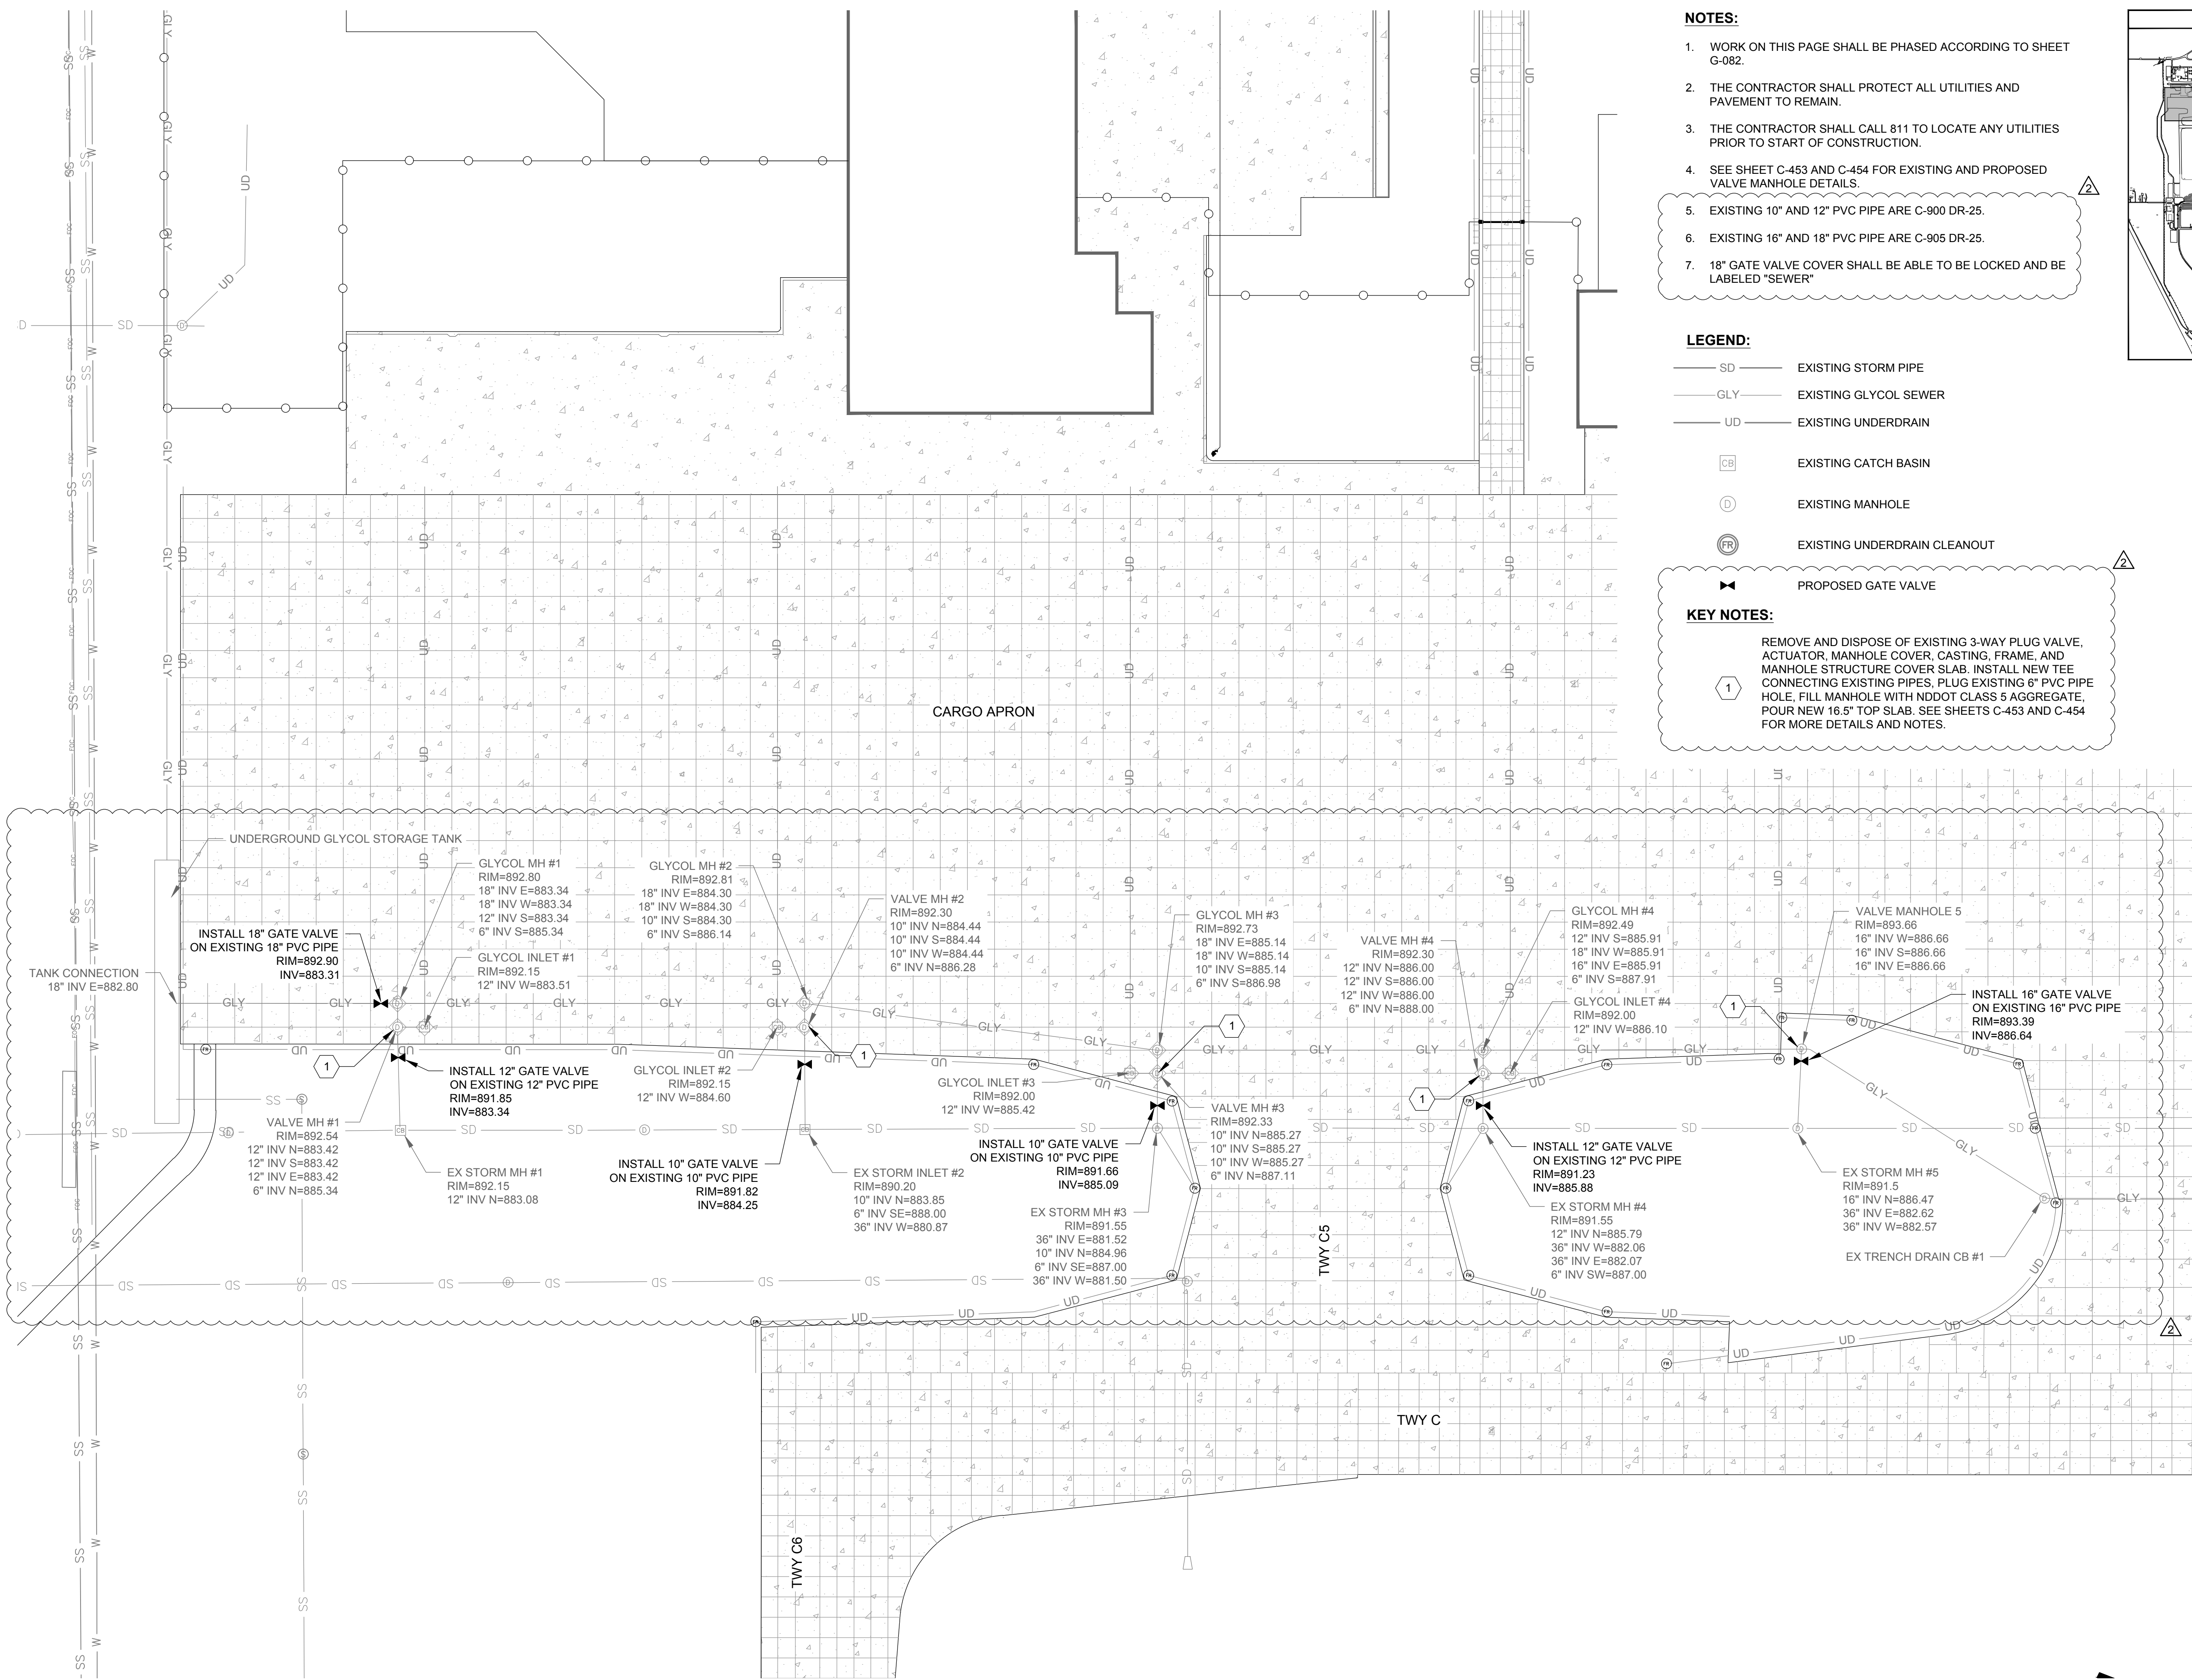 NOTES:
1. WORK ON THIS PAGE SHALL BE PHASED ACCORDING TO SHEET
G-082.
2. THE CONTRACTOR SHALL PROTECT ALL UTILITIES AND
PAVEMENT TO REMAIN.
3. THE CONTRACTOR SHALL CALL 811 TO LOCATE ANY UTILITIES
PRIOR TO START OF CONSTRUCTION.
4. SEE SHEET C-453 AND C-454 FOR EXISTING AND PROPOSED
VALVE MANHOLE DETAILS.
2
5. EXISTING 10" AND 12" PVC PIPE ARE C-900 DR-25.
6. EXISTING 16" AND 18" PVC PIPE ARE C-905 DR-25.
7. 18" GATE VALVE COVER SHALL BE ABLE TO BE LOCKED AND BE
LABELED "SEWER"
LEGEND:
SD EXISTING STORM PIPE
GLY EXISTING GLYCOL SEWER
UD EXISTING UNDERDRAIN
CB EXISTING CATCH BASIN
D EXISTING MANHOLE
FR EXISTING UNDERDRAIN CLEANOUT
2
PROPOSED GATE VALVE
KEY NOTES:
1
REMOVE AND DISPOSE OF EXISTING 3-WAY PLUG VALVE,
ACTUATOR, MANHOLE COVER, CASTING, FRAME, AND
MANHOLE STRUCTURE COVER SLAB. INSTALL NEW TEE
CONNECTING EXISTING PIPES, PLUG EXISTING 6" PVC PIPE
HOLE, FILL MANHOLE WITH NDDOT CLASS 5 AGGREGATE,
POUR NEW 16.5" TOP SLAB. SEE SHEETS C-453 AND C-454
FOR MORE DETAILS AND NOTES.
CARGO APRON
UNDERGROUND GLYCOL STORAGE TANK
GLYCOL MH #1
RIM=892.80
18" INV E=883.34
18" INV W=883.34
12" INV S=883.34
6" INV S=885.34
INSTALL 18" GATE VALVE
ON EXISTING 18" PVC PIPE
RIM=892.90
INV=883.31
TANK CONNECTION
18" INV E=882.80
GLYCOL INLET #1
RIM=892.15
12" INV W=883.51
GLYCOL MH #2
RIM=892.81
18" INV E=884.30
18" INV W=884.30
10" INV S=884.30
6" INV S=886.14
VALVE MH #2
RIM=892.30
10" INV N=884.44
10" INV S=884.44
10" INV W=884.44
6" INV N=886.28
GLYCOL MH #3
RIM=892.73
18" INV E=885.14
18" INV W=885.14
10" INV S=885.14
6" INV S=886.98
VALVE MH #4
RIM=892.30
12" INV N=886.00
12" INV S=886.00
12" INV W=886.00
6" INV N=888.00
GLYCOL MH #4
RIM=892.49
12" INV S=885.91
18" INV W=885.91
16" INV E=885.91
6" INV S=887.91
GLYCOL INLET #4
RIM=892.00
12" INV W=886.10
VALVE MANHOLE 5
RIM=893.66
16" INV W=886.66
16" INV S=886.66
16" INV E=886.66
INSTALL 16" GATE VALVE
ON EXISTING 16" PVC PIPE
RIM=893.39
INV=886.64
1
1
1
1
1
INSTALL 12" GATE VALVE
ON EXISTING 12" PVC PIPE
RIM=891.85
INV=883.34
VALVE MH #1
RIM=892.54
12" INV N=883.42
12" INV S=883.42
12" INV E=883.42
6" INV N=885.34
EX STORM MH #1
RIM=892.15
12" INV N=883.08
GLYCOL INLET #2
RIM=892.15
12" INV W=884.60
INSTALL 10" GATE VALVE
ON EXISTING 10" PVC PIPE
RIM=891.82
INV=884.25
EX STORM INLET #2
RIM=890.20
10" INV N=883.85
6" INV SE=888.00
36" INV W=880.87
GLYCOL INLET #3
RIM=892.00
12" INV W=885.42
INSTALL 10" GATE VALVE
ON EXISTING 10" PVC PIPE
RIM=891.66
INV=885.09
VALVE MH #3
RIM=892.33
10" INV N=885.27
10" INV S=885.27
10" INV W=885.27
6" INV N=887.11
EX STORM MH #3
RIM=891.55
36" INV E=881.52
10" INV N=884.96
6" INV SE=887.00
36" INV W=881.50
INSTALL 12" GATE VALVE
ON EXISTING 12" PVC PIPE
RIM=891.23
INV=885.88
EX STORM MH #4
RIM=891.55
12" INV N=885.79
36" INV W=882.06
36" INV E=882.07
6" INV SW=887.00
EX STORM MH #5
RIM=891.5
16" INV N=886.47
36" INV E=882.62
36" INV W=882.57
EX TRENCH DRAIN CB #1
2
TWY C5
TWY C
TWY C6